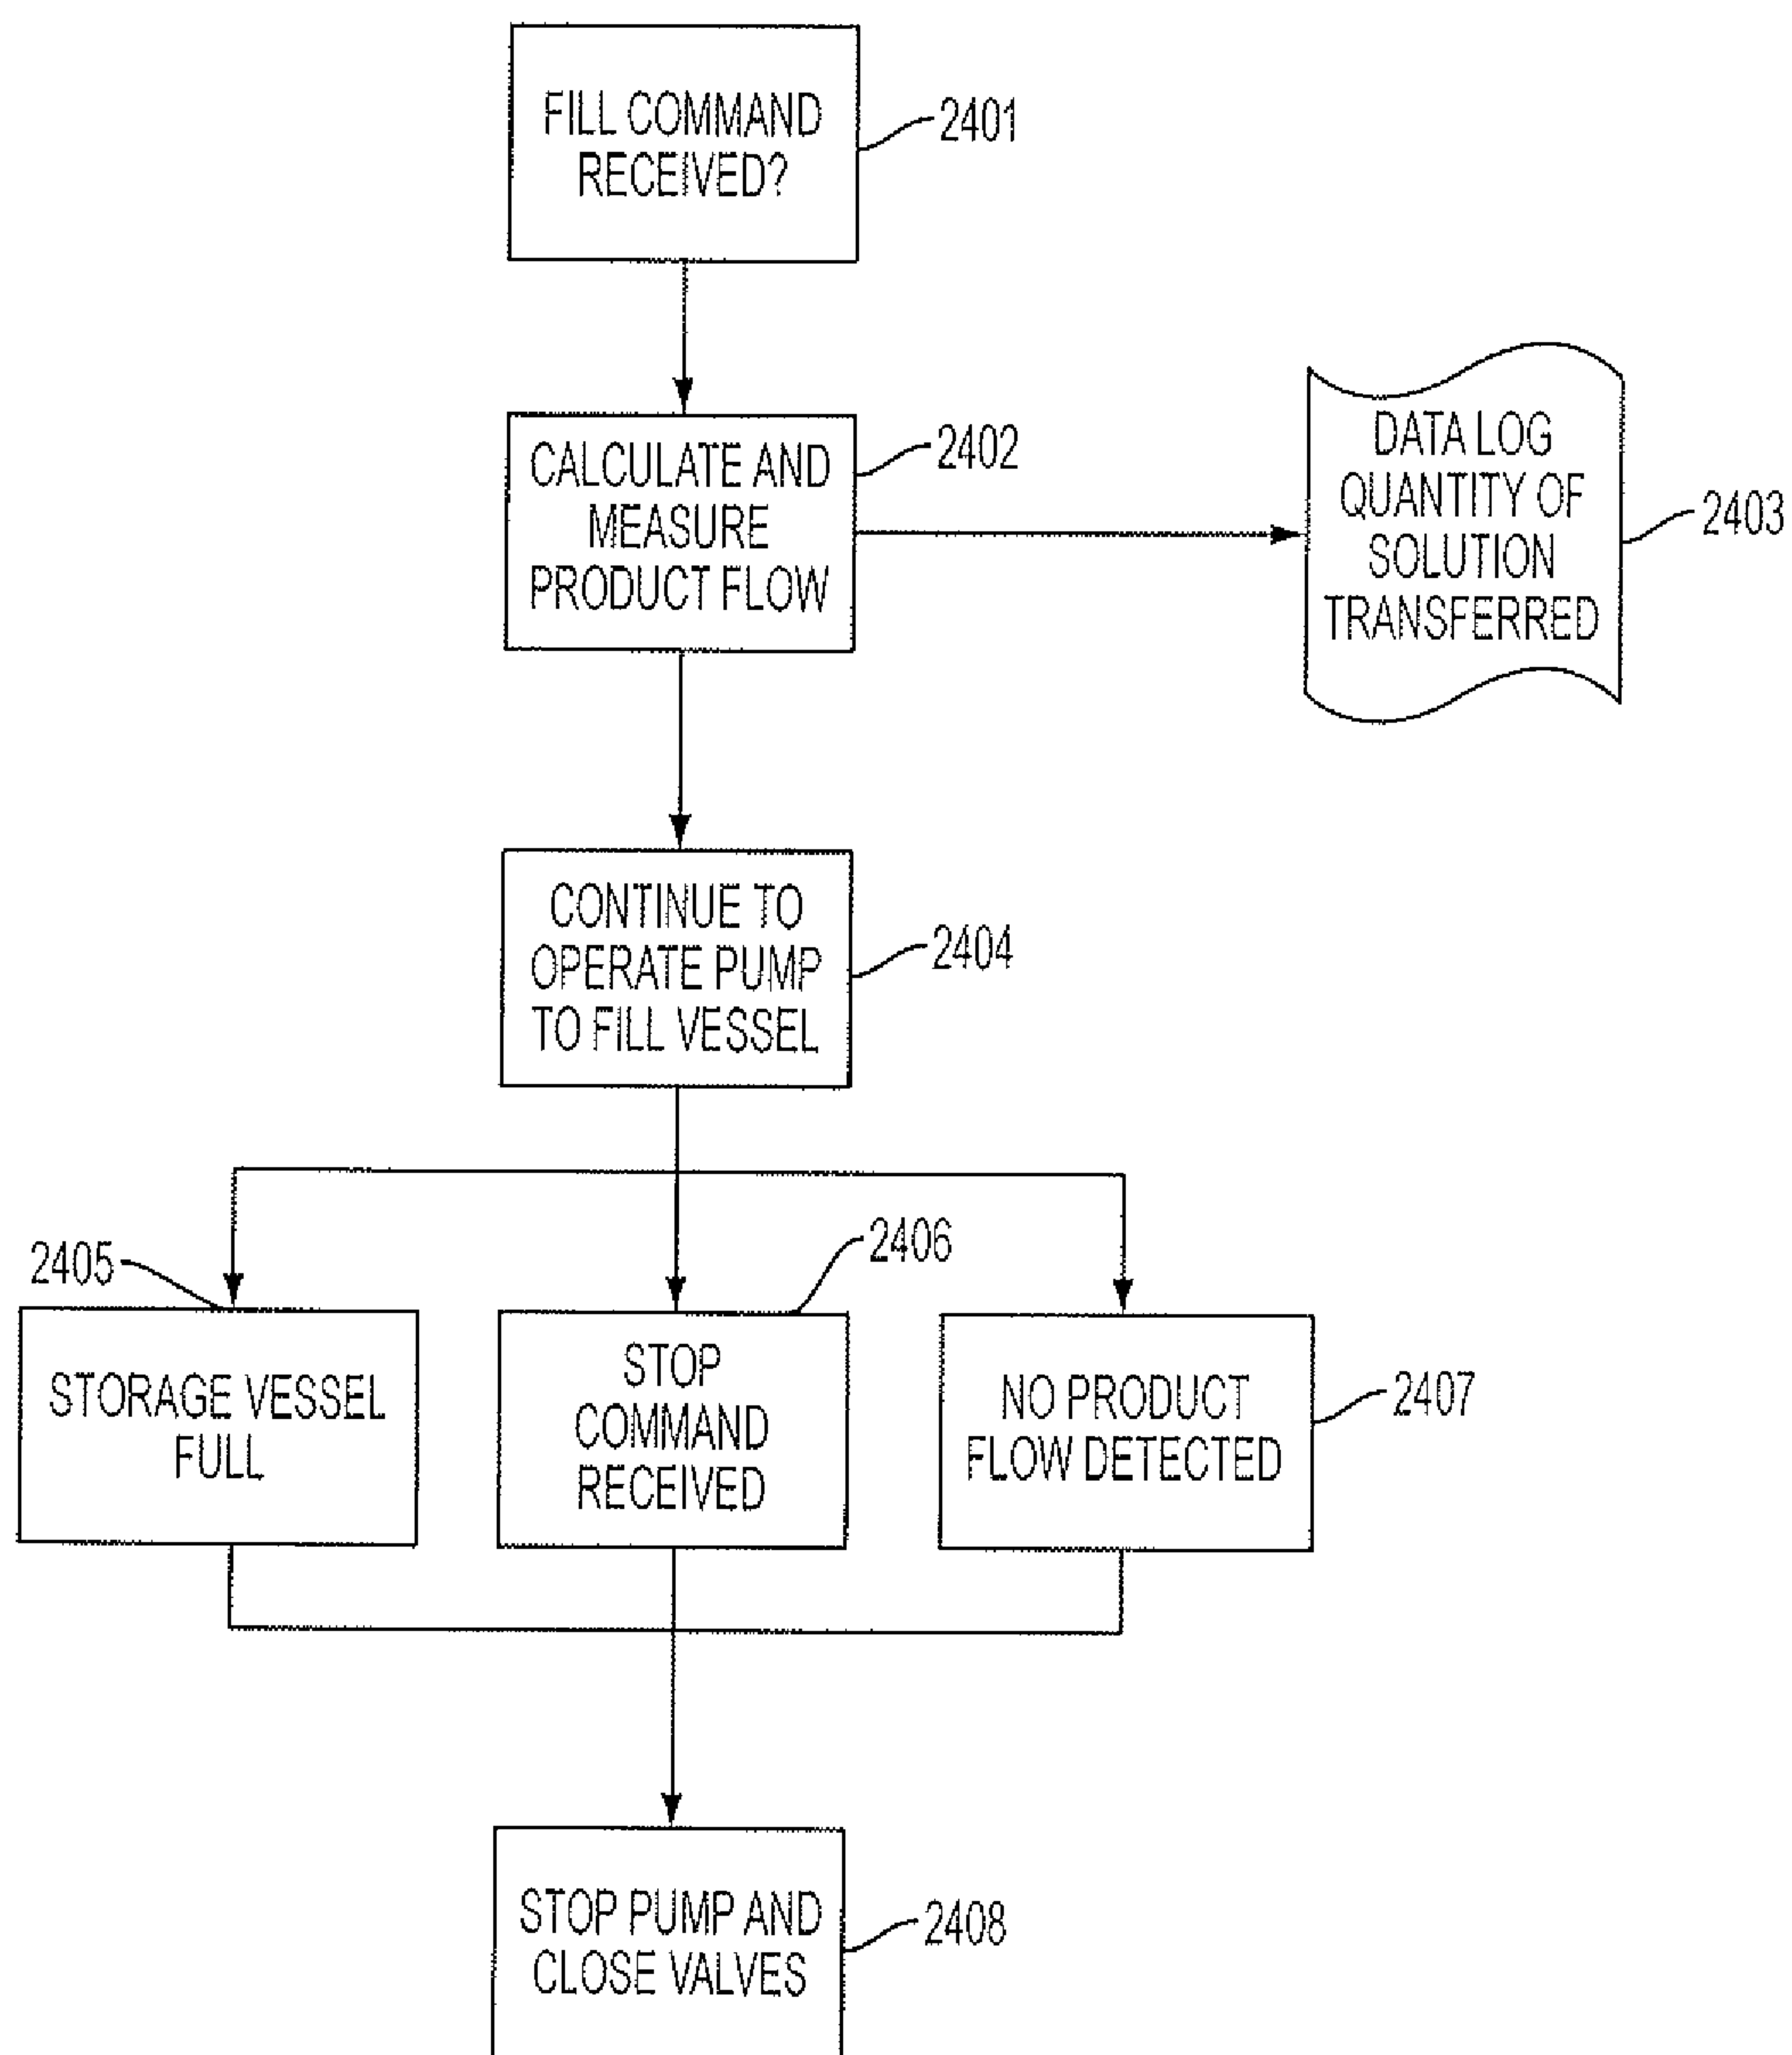 FILL COMMAND
RECEIVED?
2401
CALCULATE AND
MEASURE
PRODUCT FLOW
2402
DATA LOG
QUANTITY OF
SOLUTION
TRANSFERRED
2403
CONTINUE TO
OPERATE PUMP
TO FILL VESSEL
2404
2405
STORAGE VESSEL
FULL
2406
STOP
COMMAND
RECEIVED
NO PRODUCT
FLOW DETECTED
2407
STOP PUMP AND
CLOSE VALVES
2408